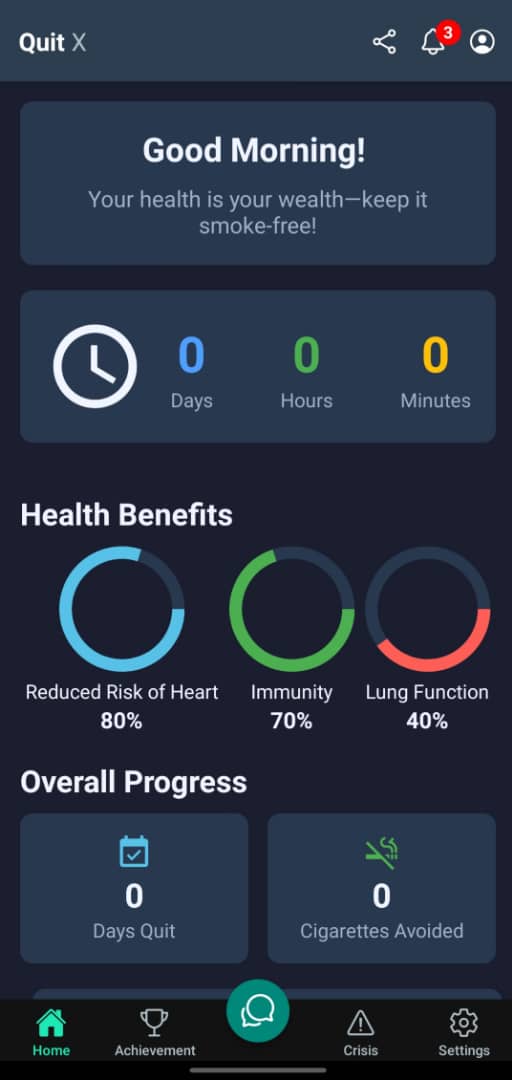 Quit X
3
Good Morning!
Your health is your wealth—keep it
smoke-free!
0 0 0
Days Hours Minutes
Health Benefits
Reduced Risk of Heart Immunity Lung Function
80% 70% 40%
Overall Progress
0 0
Days Quit Cigarettes Avoided
Home Achievement Crisis Settings